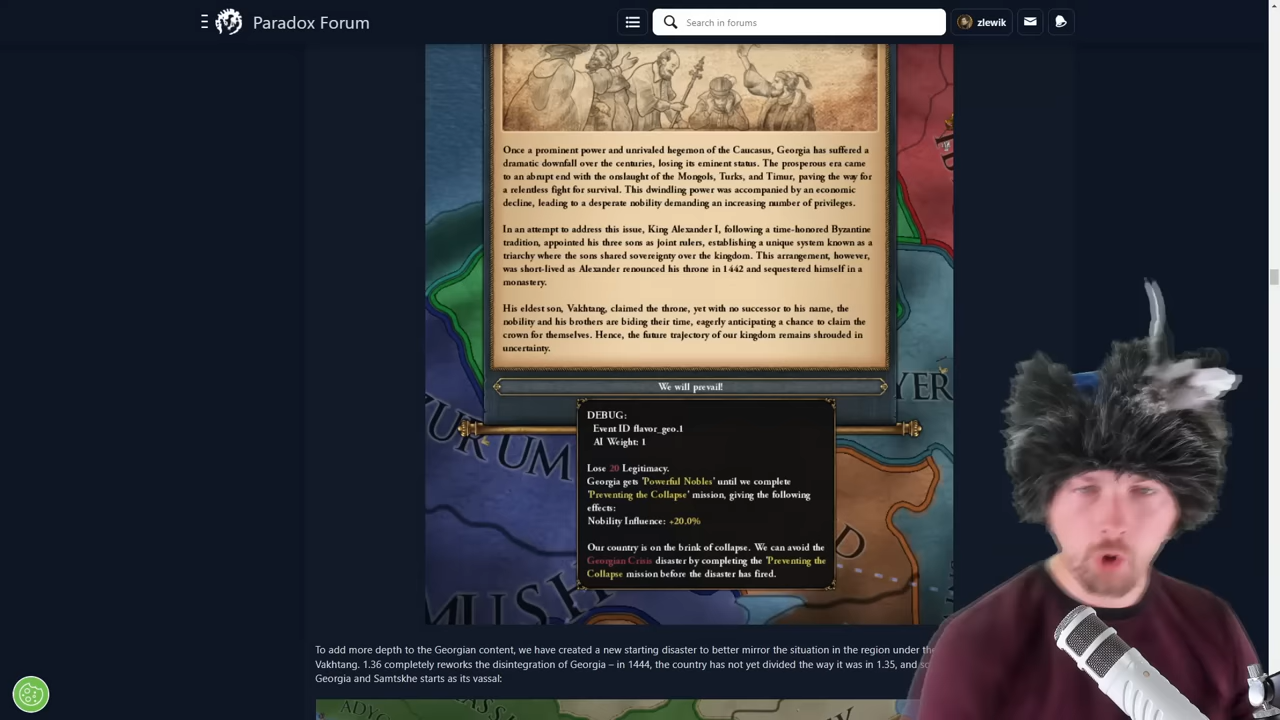 Paradox Forum
Search in forums
zlewik
Once a prominent power and unrivaled hegemon of the Caucasus, Georgia has suffered a
dramatic downfall over the centuries, losing its eminent status. The prosperous era came
to an abrupt end with the onslaught of the Mongols, Turks, and Timur, paving the way for
a relentless fight for survival. This dwindling power was accompanied by an economic
decline, leading to a desperate nobility demanding an increasing number of privileges.
In an attempt to address this issue, King Alexander I, following a time-honored Byzantine
tradition, appointed his three sons as joint rulers, establishing a unique system known as a
triarchy where the sons shared sovereignty over the kingdom. This arrangement, however,
was short-lived as Alexander renounced his throne in 1442 and sequestered himself in a
monastery.
His eldest son, Vakhtang, claimed the throne, yet with no successor to his name, the
nobility and his brothers are biding their time, eagerly anticipating a chance to claim the
crown for themselves. Hence, the future trajectory of our kingdom remains shrouded in
uncertainty.
We will prevail!
YER
URUM
DEBUG:
Event ID flavor_geo.1
AI Weight: 1
Lose 20 Legitimacy.
Georgia gets 'Powerful Nobles' until we complete
'Preventing the Collapse' mission, giving the following
effects:
Nobility Influence: +20.0%
Our country is on the brink of collapse. We can avoid the
Georgian Crisis disaster by completing the 'Preventing the
Collapse mission before the disaster has fired.
D
MUSH
To add more depth to the Georgian content, we have created a new starting disaster to better mirror the situation in the region under the
Vakhtang. 1.36 completely reworks the disintegration of Georgia – in 1444, the country has not yet divided the way it was in 1.35, and
Georgia and Samtskhe starts as its vassal: